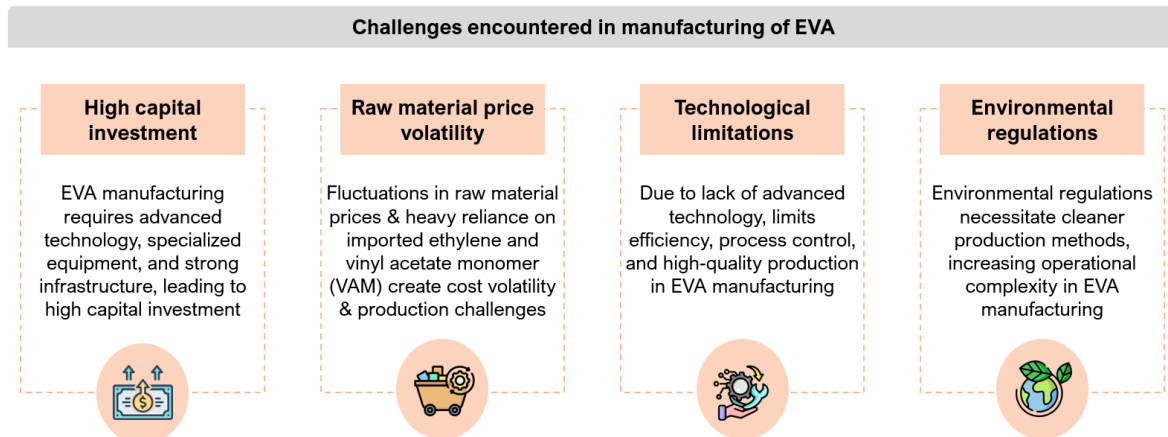 Challenges encountered in manufacturing of EVA
High capital
investment
EVA manufacturing
requires advanced
technology, specialized
equipment, and strong
infrastructure, leading to
high capital investment
Raw material price
volatility
Fluctuations in raw material
prices & heavy reliance on
imported ethylene and
vinyl acetate monomer
(VAM) create cost volatility
& production challenges
Technological
limitations
Due to lack of advanced
technology, limits
efficiency, process control,
and high-quality production
in EVA manufacturing
Environmental
regulations
Environmental regulations
necessitate cleaner
production methods,
increasing operational
complexity in EVA
manufacturing
$